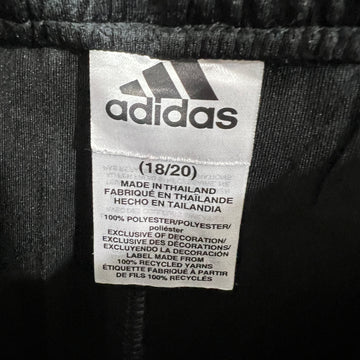 adidas
(18/20)
MADE IN THAILAND
FABRIQUÉ EN THAÏLANDE
HECHO EN TAILANDIA
100% POLYESTER/POLYESTER/
poliéster
EXCLUSIVE OF DECORATION/
EXCLUSIVE DES DÉCORATIONS/
EXCLUYENDO LA DECORACIÓN
LABEL MADE FROM
100% RECYCLED YARNS
ÉTIQUETTE FABRIQUÉ À PARTIR
DE FILS 100% RECYCLÉS